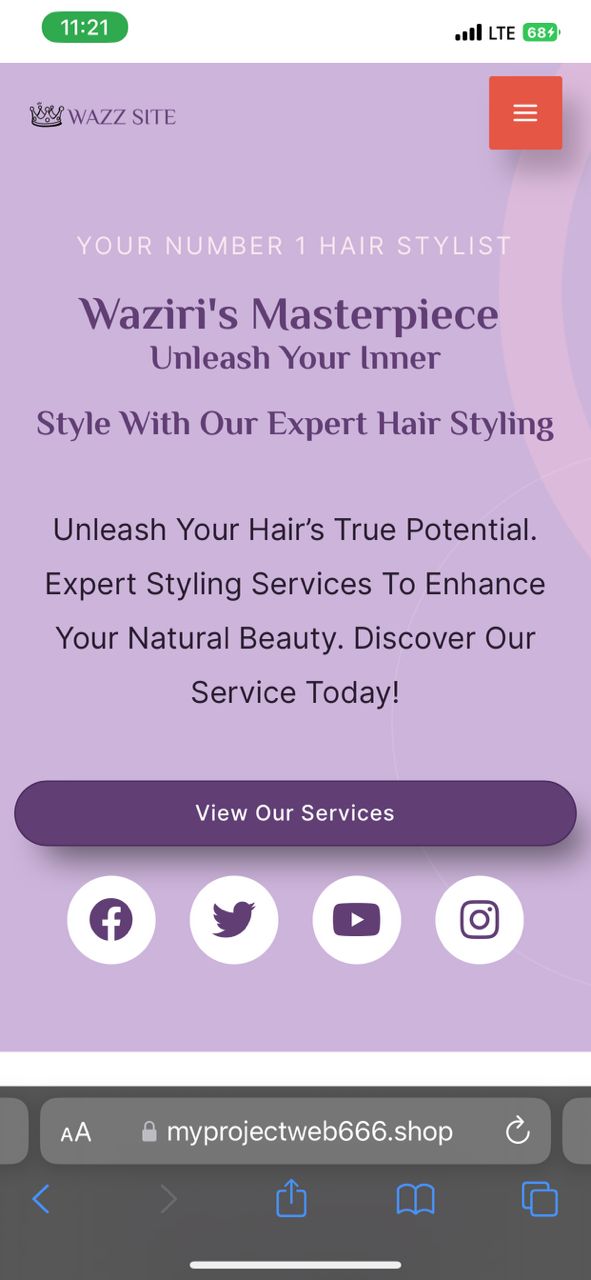 11:21
LTE 68
WAZZ SITE
YOUR NUMBER 1 HAIR STYLIST
Waziri's Masterpiece
Unleash Your Inner
Style With Our Expert Hair Styling
Unleash Your Hair’s True Potential.
Expert Styling Services To Enhance
Your Natural Beauty. Discover Our
Service Today!
View Our Services
AA myprojectweb666.shop